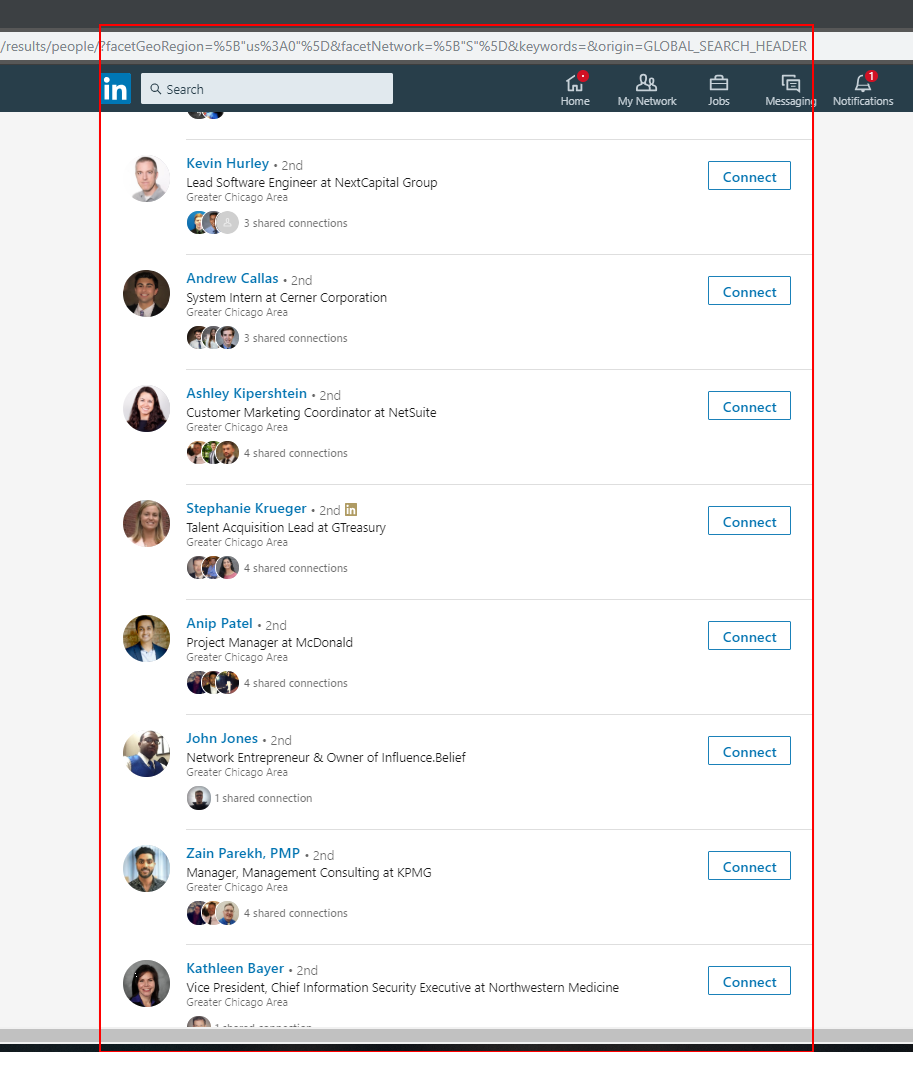 /results/people/?facetGeoRegion=%5B"us%3A0"%5D&facetNetwork=%5B"S"%5D&keywords=&origin=GLOBAL_SEARCH_HEADER
in
Search
Home
My Network
Jobs
Messaging
1
Notifications
Kevin Hurley • 2nd
Lead Software Engineer at NextCapital Group
Greater Chicago Area
3 shared connections
Connect
Andrew Callas • 2nd
System Intern at Cerner Corporation
Greater Chicago Area
3 shared connections
Connect
Ashley Kipershtein • 2nd
Customer Marketing Coordinator at NetSuite
Greater Chicago Area
4 shared connections
Connect
Stephanie Krueger • 2nd in
Talent Acquisition Lead at GTreasury
Greater Chicago Area
4 shared connections
Connect
Anip Patel • 2nd
Project Manager at McDonald
Greater Chicago Area
4 shared connections
Connect
John Jones • 2nd
Network Entrepreneur & Owner of Influence.Belief
Greater Chicago Area
1 shared connection
Connect
Zain Parekh, PMP • 2nd
Manager, Management Consulting at KPMG
Greater Chicago Area
4 shared connections
Connect
Kathleen Bayer • 2nd
Vice President, Chief Information Security Executive at Northwestern Medicine
Greater Chicago Area
1 shared connection
Connect